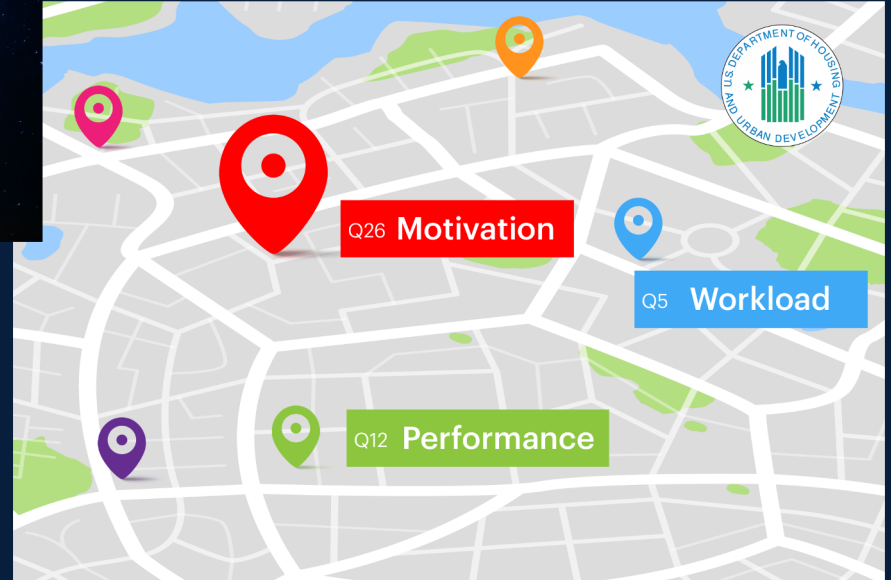 U.S. DEPARTMENT OF HOUSING
AND URBAN DEVELOPMENT
Q26 Motivation
Q5 Workload
Q12 Performance